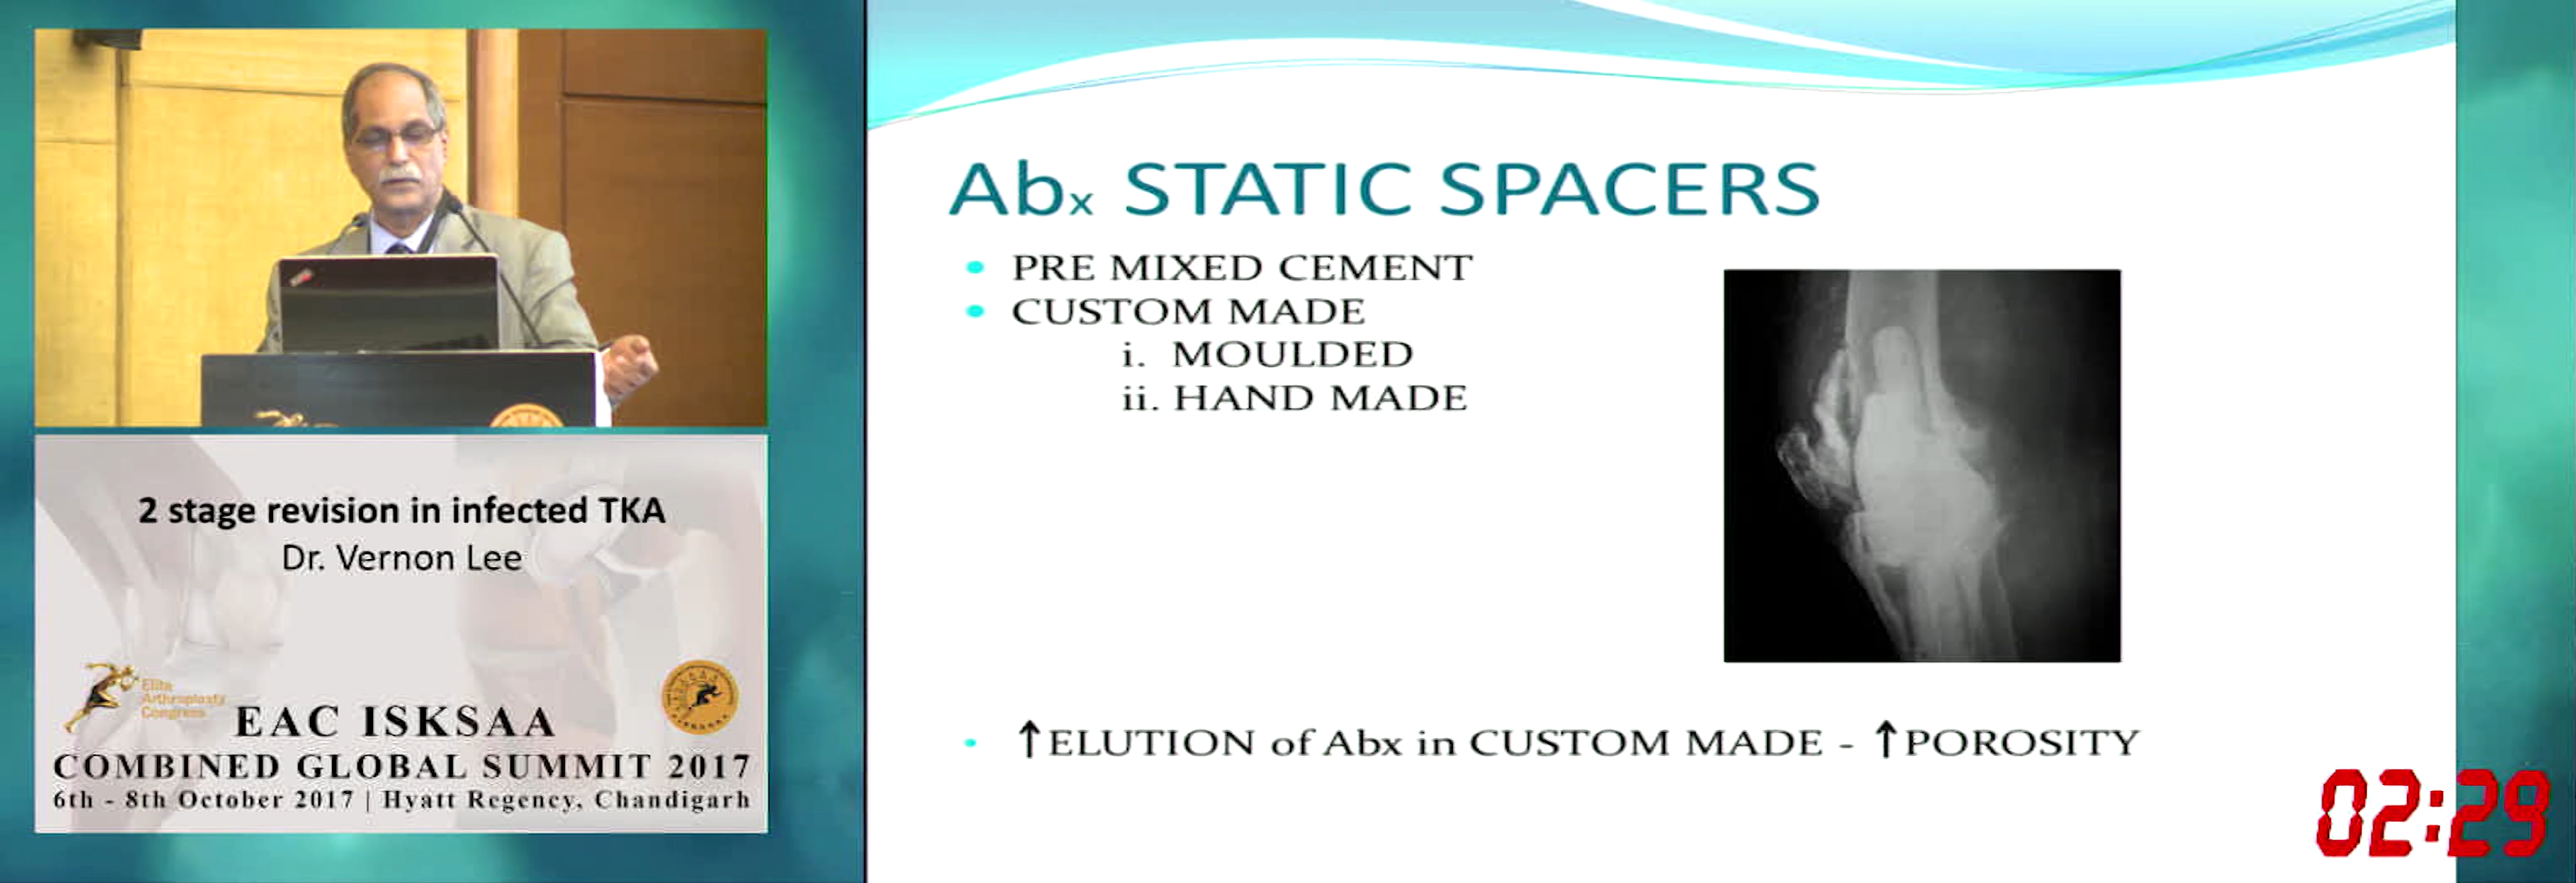 2 stage revision in infected TKA
Dr. Vernon Lee
Elite
Arthroplasty
Congress
EAC ISKSAA
COMBINED GLOBAL SUMMIT 2017
6th - 8th October 2017 | Hyatt Regency, Chandigarh
Abx STATIC SPACERS
• PRE MIXED CEMENT
• CUSTOM MADE
i. MOULDED
ii. HAND MADE
• ↑ELUTION of Abx in CUSTOM MADE - ↑POROSITY
02:29